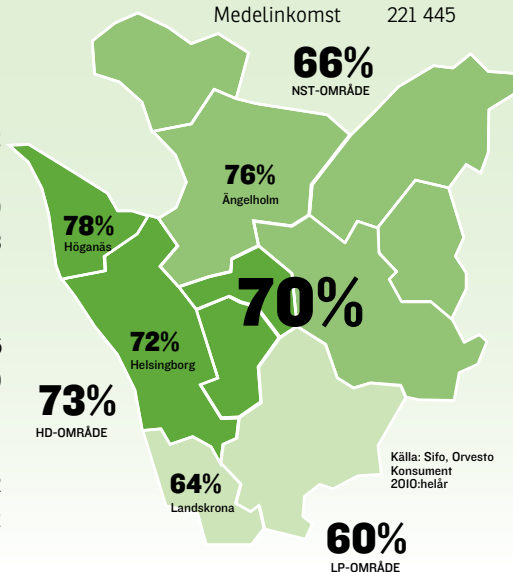 Medelinkomst 221 445
66%
NST-OMRÅDE
76%
Ängelholm
78%
Höganäs
70%
72%
Helsingborg
73%
HD-OMRÅDE
64%
Landskrona
Källa: Sifo, Orvesto
Konsument
2010:helår
60%
LP-OMRÅDE